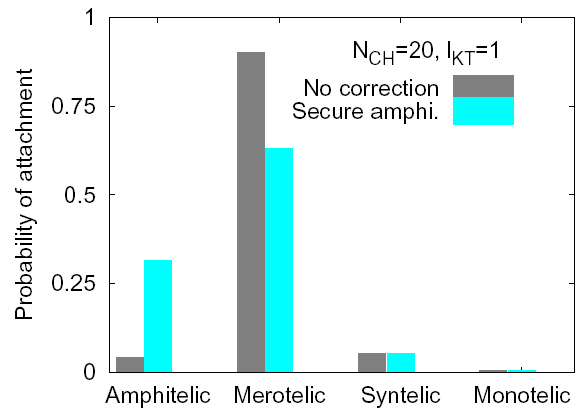 N_CH=20, I_KT=1
No correction
Secure amphi.
Probability of attachment
1
0.75
0.5
0.25
0
Amphitelic Merotelic Syntelic Monotelic